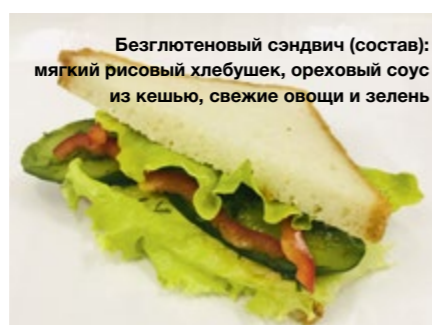 Безглютеновый сэндвич (состав):
мягкий рисовый хлебушек, ореховый соус
из кешью, свежие овощи и зелень